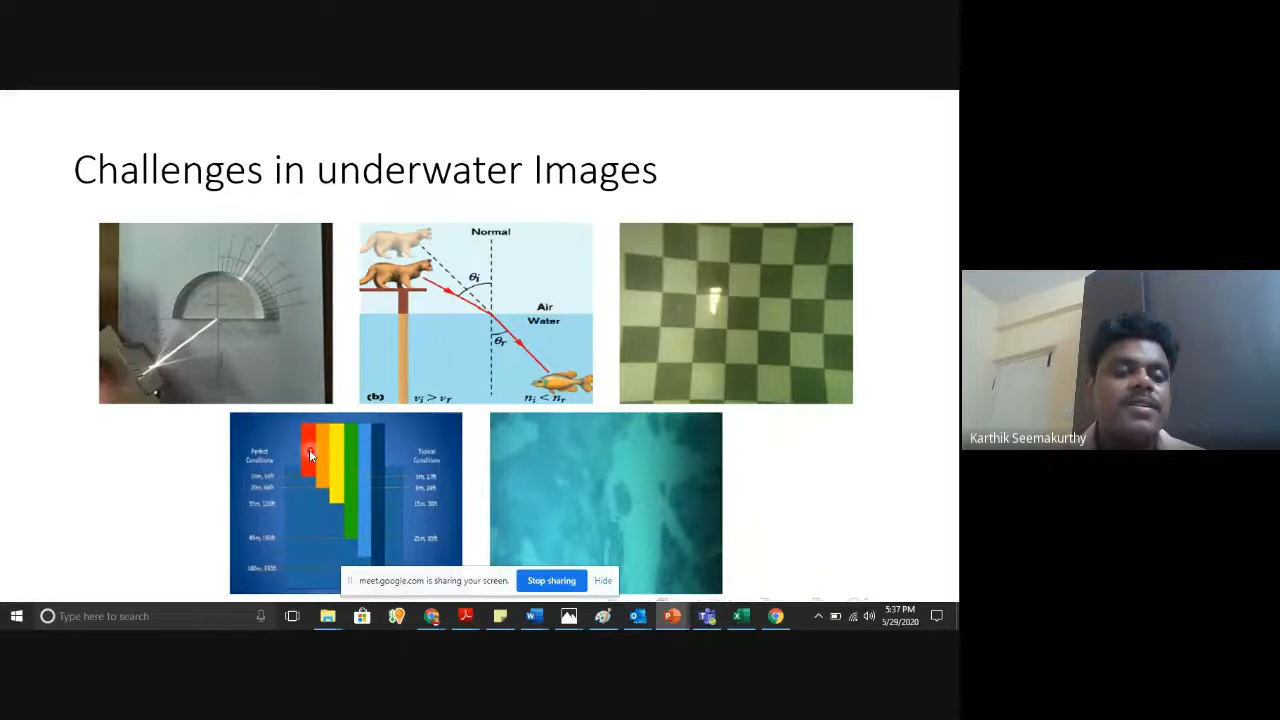 Challenges in underwater Images
Normal
θi
Air
Water
θr
(b)
vi > vr
ni < nr
Perfect
Conditions
Typical
Conditions
meet.google.com is sharing your screen.
Stop sharing
Hide
Karthik Seemakurthy
Type here to search
5:37 PM
5/29/2020